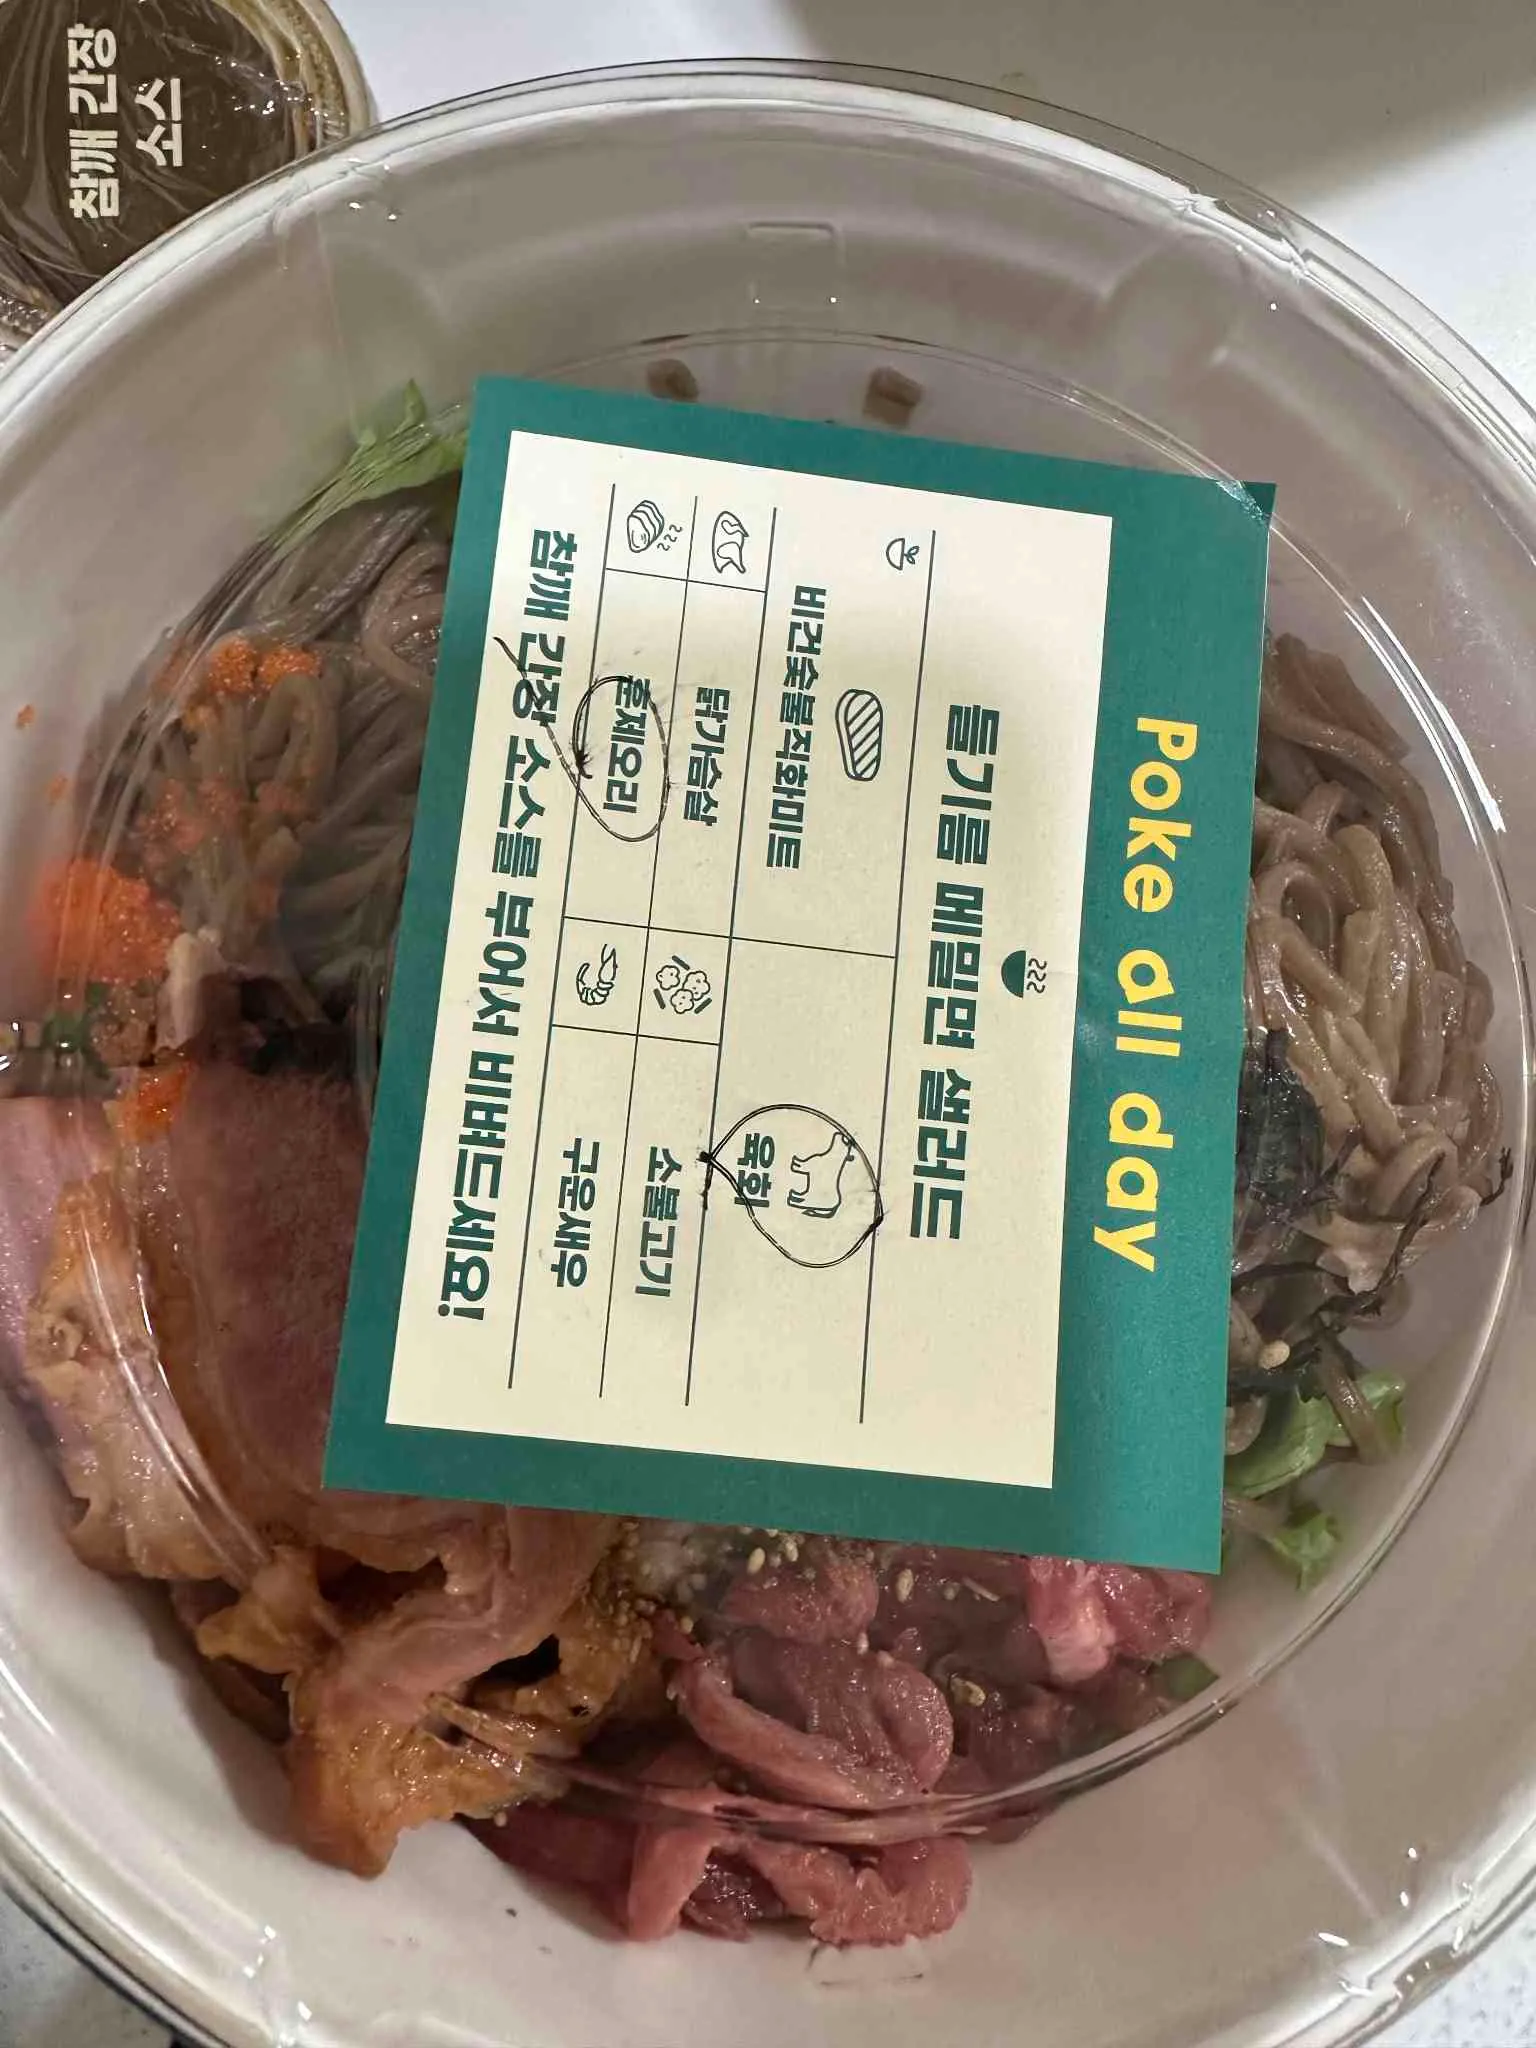 참깨 간장
소스
Poke all day
들기름 메밀면 샐러드
비건숯불직화미트
육회
닭가슴살
소불고기
훈제오리
구운새우
참깨 간장 소스를 부어서 비벼드세요!